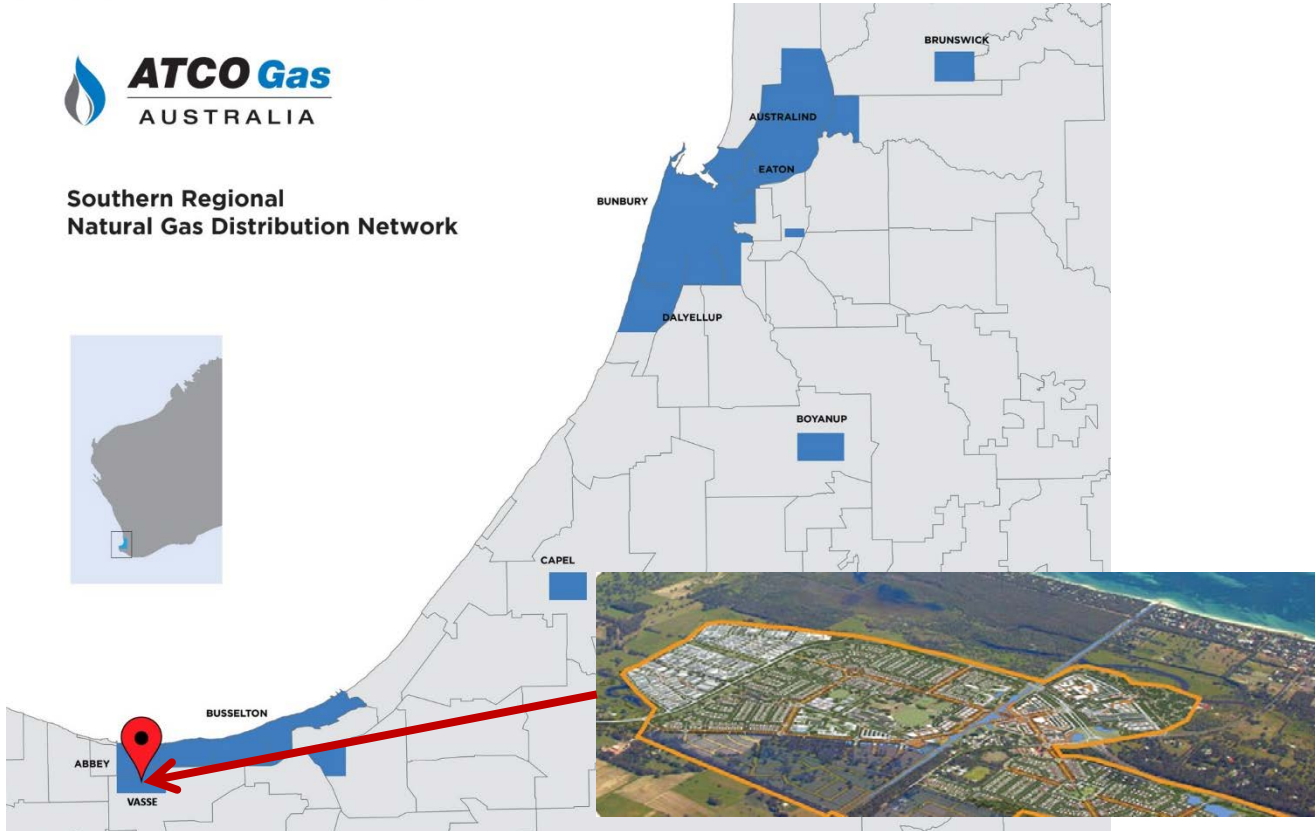 ATCO Gas
AUSTRALIA
Southern Regional
Natural Gas Distribution Network
BRUNSWICK
AUSTRALIND
EATON
BUNBURY
DALYELLUP
BOYANUP
CAPEL
BUSSELTON
ABBEY
VASSE